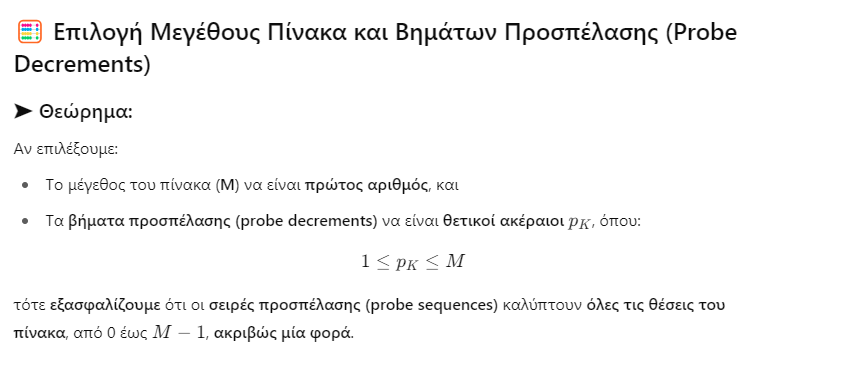 🧮 Επιλογή Μεγέθους Πίνακα και Βημάτων Προσπέλασης (Probe
Decrements)
➤ Θεώρημα:
Αν επιλέξουμε:
• Το μέγεθος του πίνακα (M) να είναι πρώτος αριθμός, και
• Τα βήματα προσπέλασης (probe decrements) να είναι θετικοί ακέραιοι $p_K$, όπου:
$1 \leq p_K \leq M$
τότε εξασφαλίζουμε ότι οι σειρές προσπέλασης (probe sequences) καλύπτουν όλες τις θέσεις του
πίνακα, από 0 έως $M - 1$, ακριβώς μία φορά.